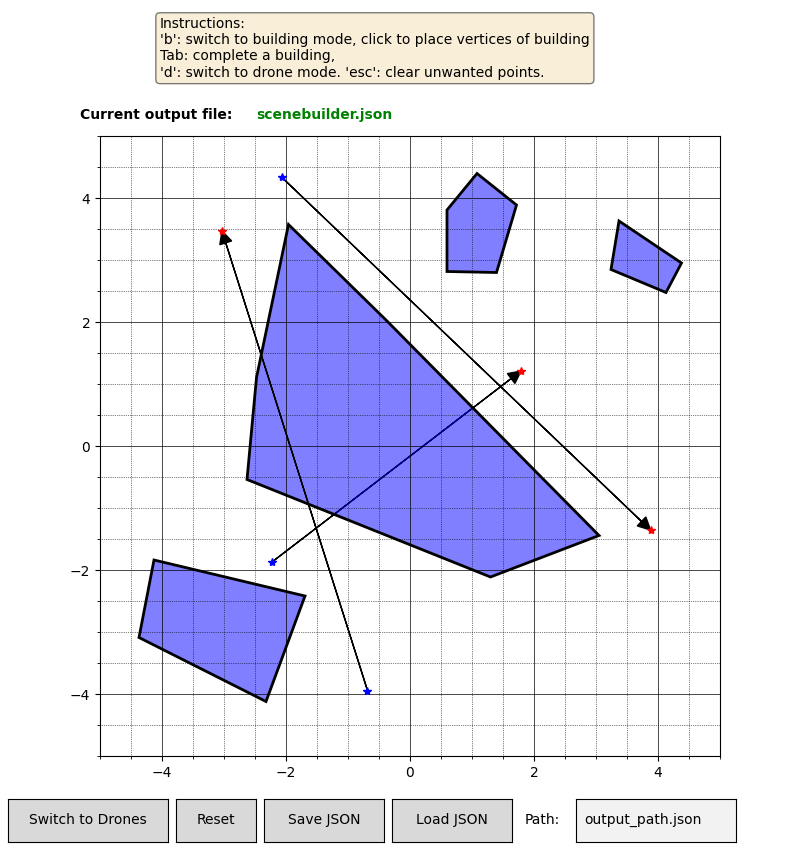 Instructions:
'b': switch to building mode, click to place vertices of building
Tab: complete a building,
'd': switch to drone mode. 'esc': clear unwanted points.
Current output file: scenebuilder.json
4
2
0
−2
−4
−4 −2 0 2 4
Switch to Drones Reset Save JSON Load JSON Path: output_path.json